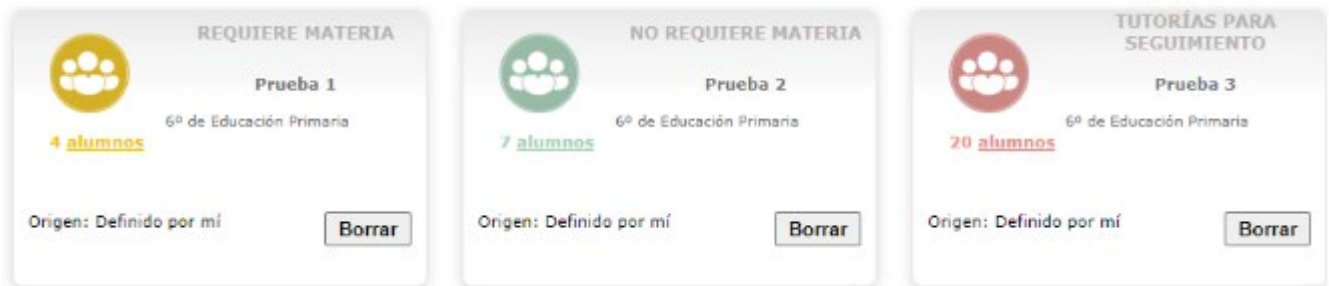 REQUIERE MATERIA
Prueba 1
6º de Educación Primaria
4 alumnos
Origen: Definido por mí
Borrar
NO REQUIERE MATERIA
Prueba 2
6º de Educación Primaria
7 alumnos
Origen: Definido por mí
Borrar
TUTORÍAS PARA
SEGUIMIENTO
Prueba 3
6º de Educación Primaria
20 alumnos
Origen: Definido por mí
Borrar